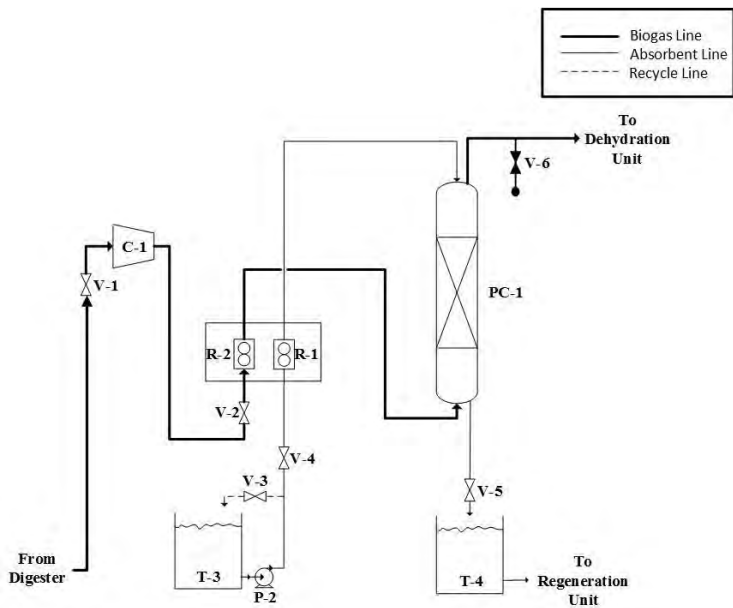 Biogas Line
Absorbent Line
Recycle Line
To
Dehydration
Unit
V-6
C-1
V-1
PC-1
R-2
R-1
V-2
V-4
V-3
V-5
From
Digester
T-3
P-2
T-4
To
Regeneration
Unit